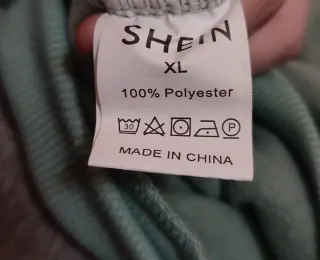 SHEIN
XL
100% Polyester
30 P
MADE IN CHINA